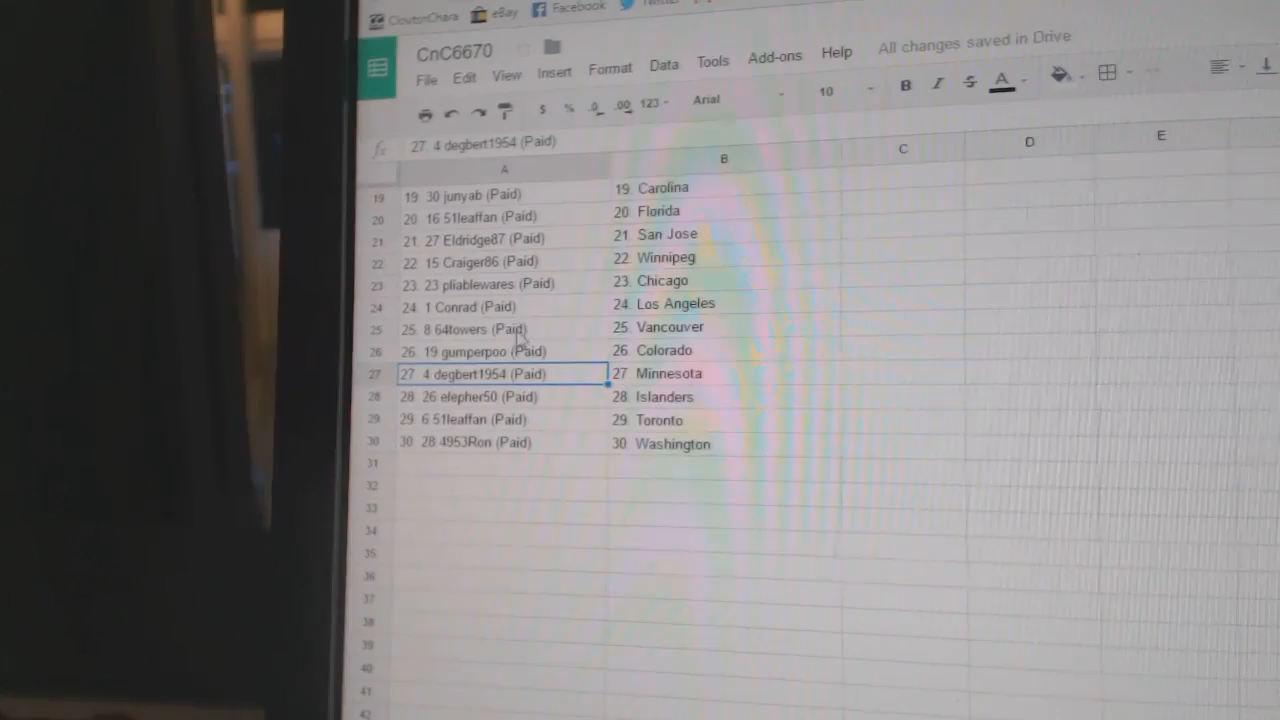 CloutonChara eBay Facebook Twitter
CnC6670
File Edit View Insert Format Data Tools Add-ons Help All changes saved in Drive
$ % .0 .00 123 Arial 10 B I S A
fx 27 4 degbert1954 (Paid)
A B C D E
19 19 30 junyab (Paid) 19 Carolina
20 20 16 51leaffan (Paid) 20 Florida
21 21 27 Eldridge87 (Paid) 21 San Jose
22 22 15 Craiger86 (Paid) 22 Winnipeg
23 23 23 pliablewares (Paid) 23 Chicago
24 24 1 Conrad (Paid) 24 Los Angeles
25 25 8 64towers (Paid) 25 Vancouver
26 26 19 gumperpoo (Paid) 26 Colorado
27 27 4 degbert1954 (Paid) 27 Minnesota
28 28 26 elepher50 (Paid) 28 Islanders
29 29 6 51leaffan (Paid) 29 Toronto
30 30 28 4953Ron (Paid) 30 Washington
31
32
33
34
35
36
37
38
39
40
41
42